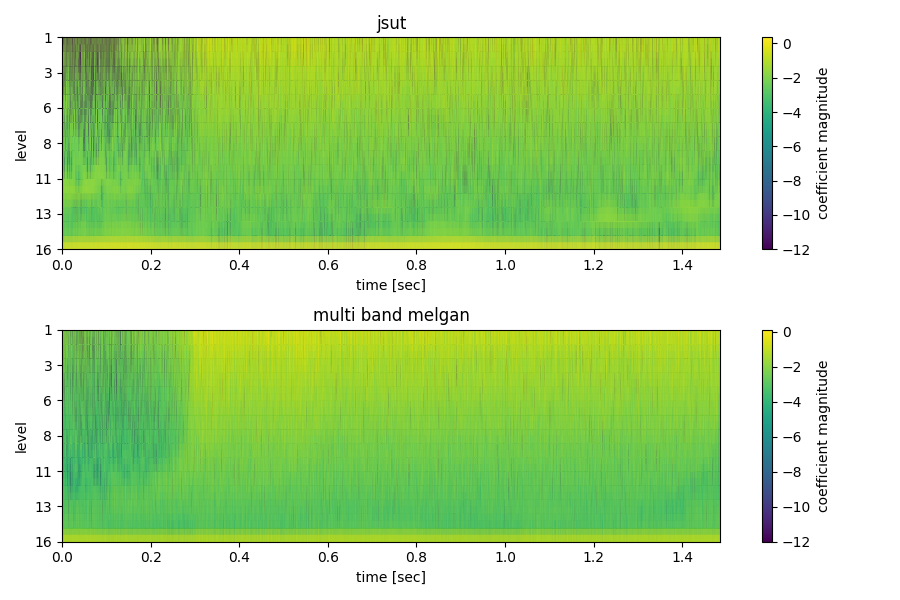 jsut
level
1
3
6
8
11
13
16
0.0 0.2 0.4 0.6 0.8 1.0 1.2 1.4
time [sec]
0
−2
−4
−6
−8
−10
−12
coefficient magnitude
multi band melgan
level
1
3
6
8
11
13
16
0.0 0.2 0.4 0.6 0.8 1.0 1.2 1.4
time [sec]
0
−2
−4
−6
−8
−10
−12
coefficient magnitude